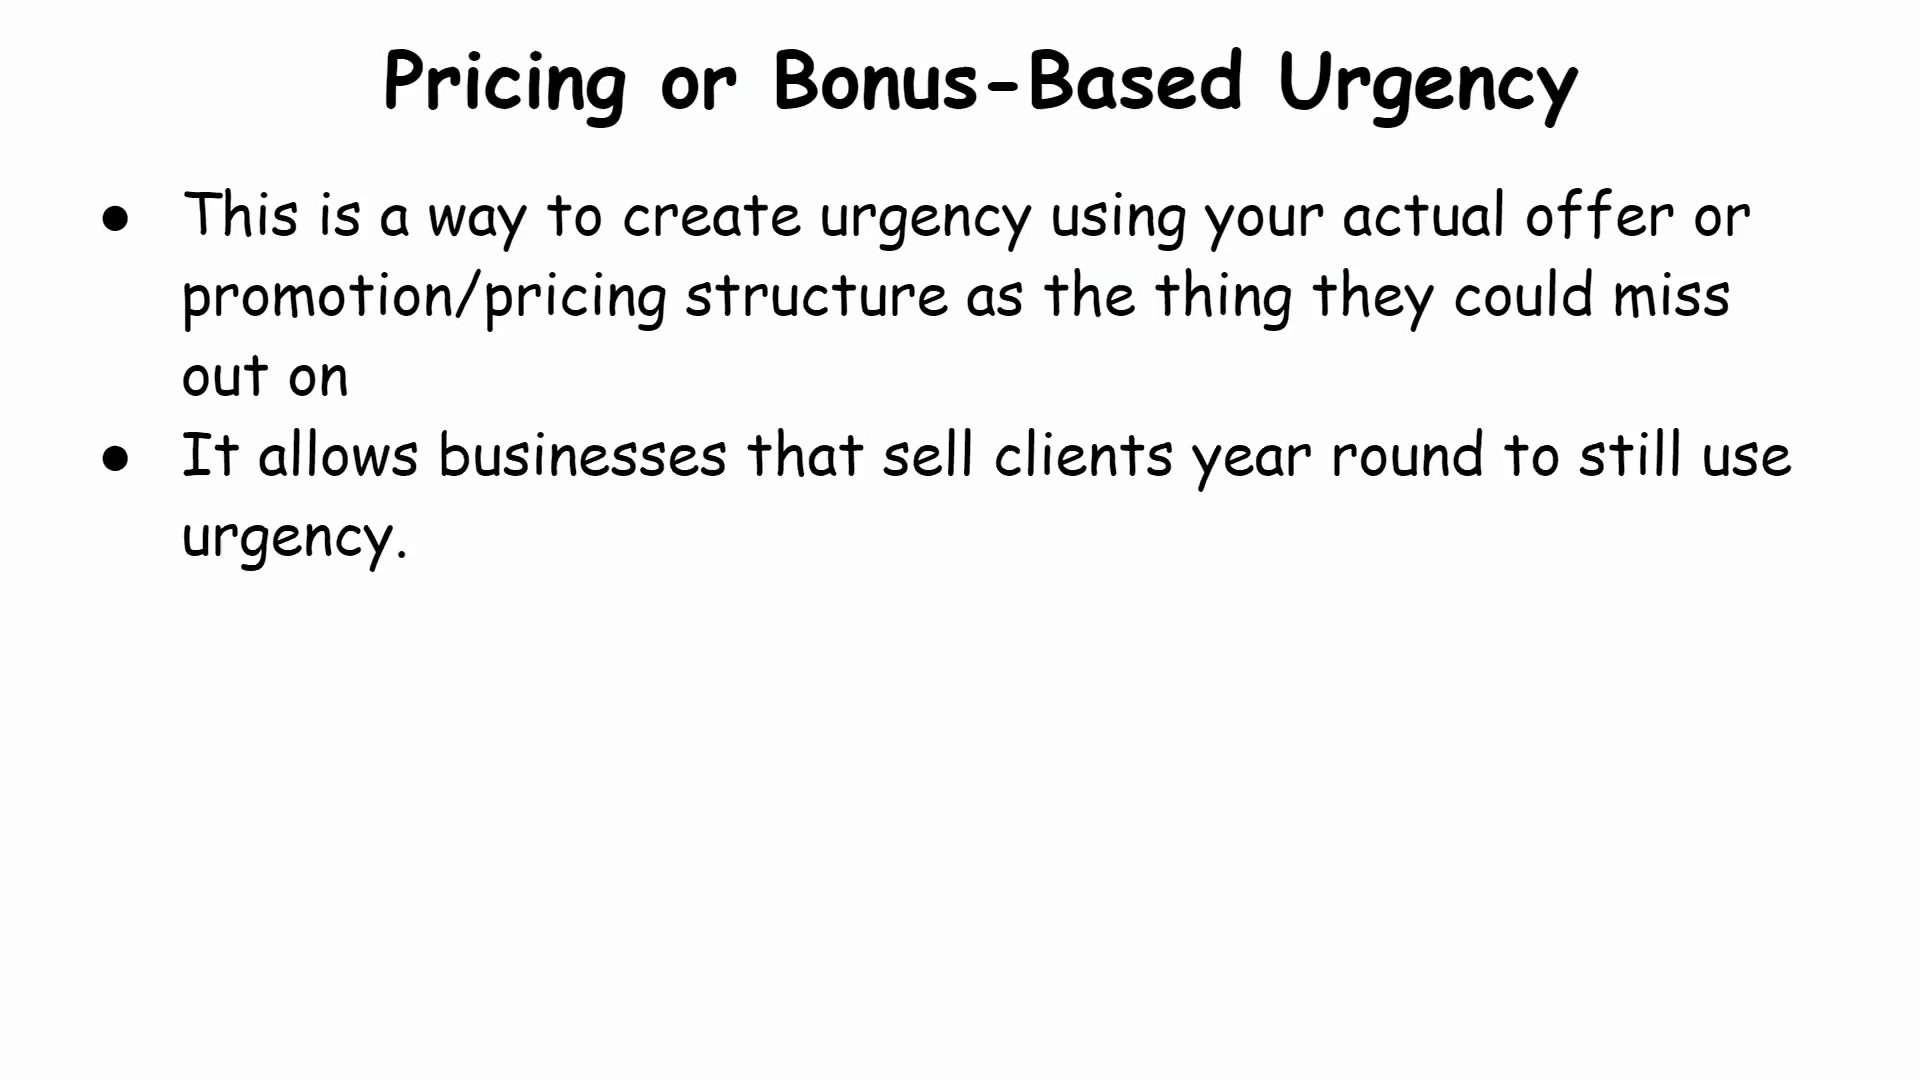 Pricing or Bonus-Based Urgency
● This is a way to create urgency using your actual offer or
promotion/pricing structure as the thing they could miss
out on
● It allows businesses that sell clients year round to still use
urgency.